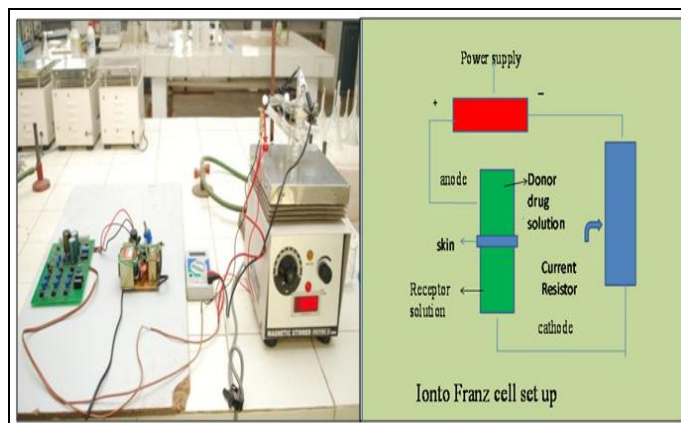 MAGNETIC STIRRER
Power supply
+
−
anode
Donor
drug
solution
skin
Current
Resistor
Receptor
solution
cathode
Ionto Franz cell set up